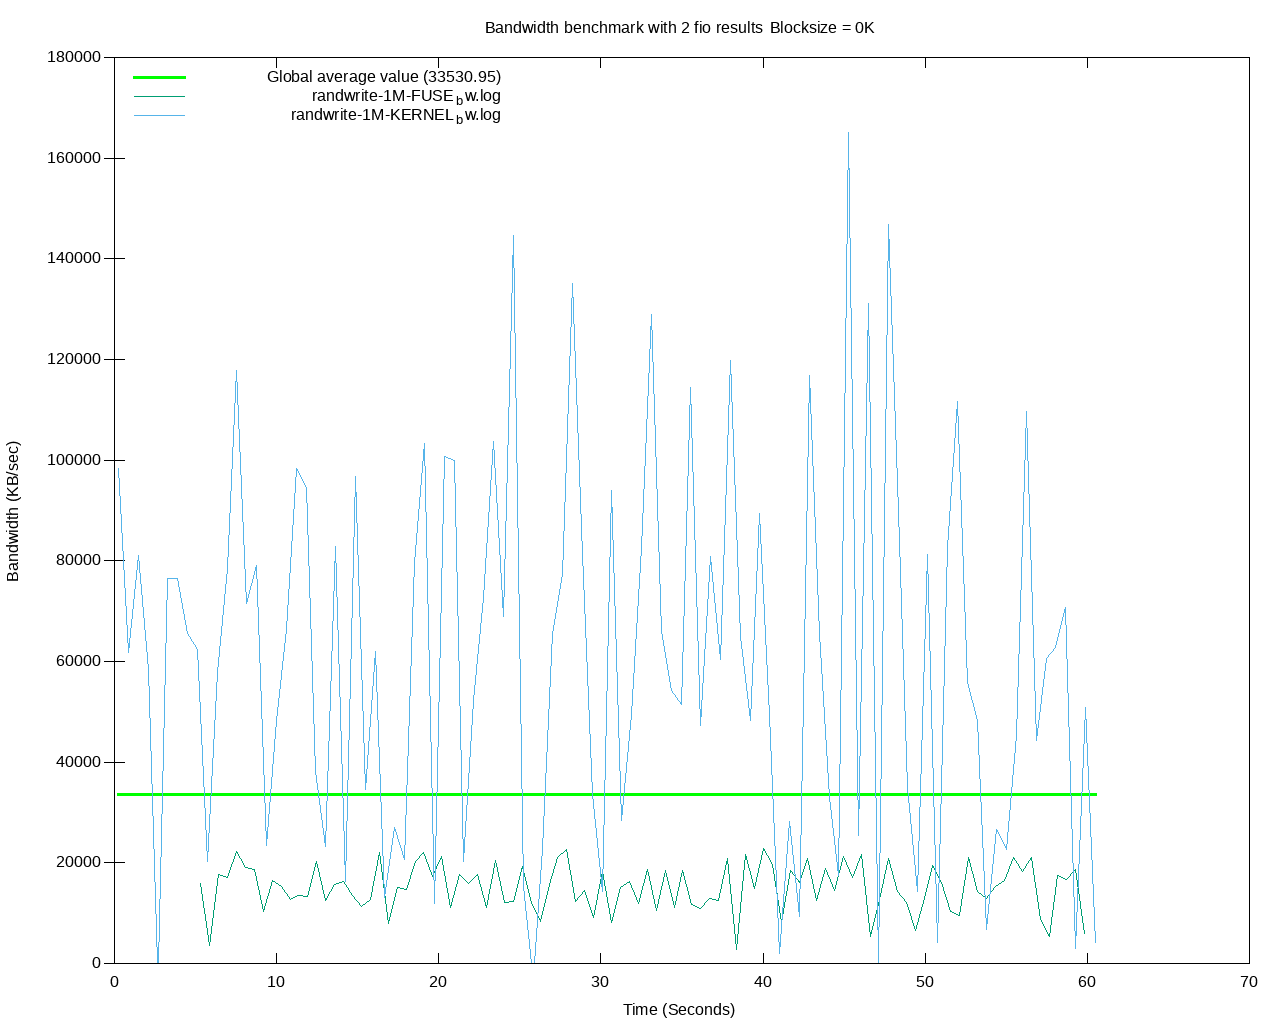 Bandwidth benchmark with 2 fio results Blocksize = 0K
180000
160000
140000
120000
100000
80000
60000
40000
20000
0
Global average value (33530.95)
randwrite-1M-FUSE_bw.log
randwrite-1M-KERNEL_bw.log
Bandwidth (KB/sec)
0 10 20 30 40 50 60 70
Time (Seconds)